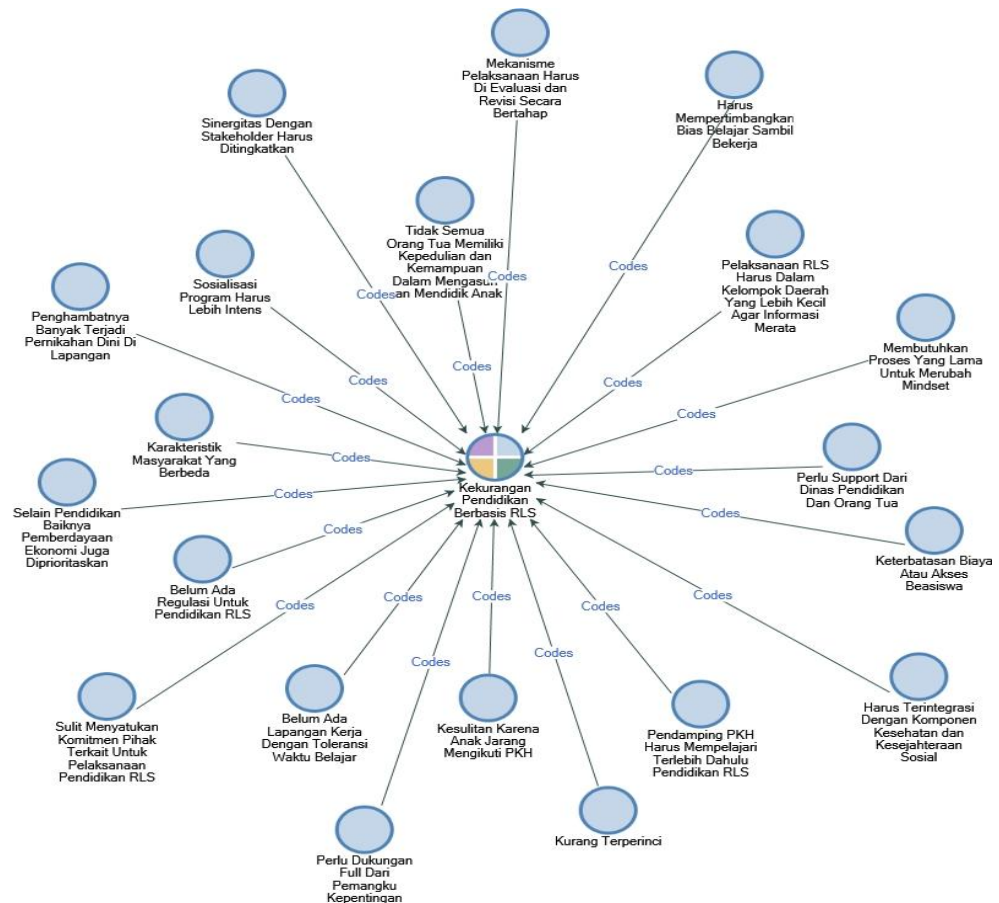 Mekanisme
Pelaksanaan Harus
Di Evaluasi dan
Revisi Secara
Bertahap
Sinergitas Dengan
Stakeholder Harus
Ditingkatkan
Harus
Mempertimbangkan
Bias Belajar Sambil
Bekerja
Tidak Semua
Orang Tua Memiliki
Kepedulian dan
Kemampuan
Dalam Mengasuh
dan Mendidik Anak
Sosialisasi
Program Harus
Lebih Intens
Pelaksanaan RLS
Harus Dalam
Kelompok Daerah
Yang Lebih Kecil
Agar Informasi
Merata
Penghambatnya
Banyak Terjadi
Pernikahan Dini Di
Lapangan
Membutuhkan
Proses Yang Lama
Untuk Merubah
Mindset
Codes
Codes
Codes
Codes
Codes
Codes
Codes
Codes
Codes
Karakteristik
Masyarakat Yang
Berbeda
Codes
Kekurangan
Pendidikan
Berbasis RLS
Codes
Perlu Support Dari
Dinas Pendidikan
Dan Orang Tua
Selain Pendidikan
Baiknya
Pemberdayaan
Ekonomi Juga
Diprioritaskan
Codes
Codes
Keterbatasan Biaya
Atau Akses
Beasiswa
Belum Ada
Regulasi Untuk
Pendidikan RLS
Codes
Codes
Codes
Codes
Codes
Codes
Codes
Codes
Sulit Menyatukan
Komitmen Pihak
Terkait Untuk
Pelaksanaan
Pendidikan RLS
Belum Ada
Lapangan Kerja
Dengan Toleransi
Waktu Belajar
Kesulitan Karena
Anak Jarang
Mengikuti PKH
Pendamping PKH
Harus Mempelajari
Terlebih Dahulu
Pendidikan RLS
Harus Terintegrasi
Dengan Komponen
Kesehatan dan
Kesejahteraan
Sosial
Perlu Dukungan
Full Dari
Pemangku
Kepentingan
Kurang Terperinci